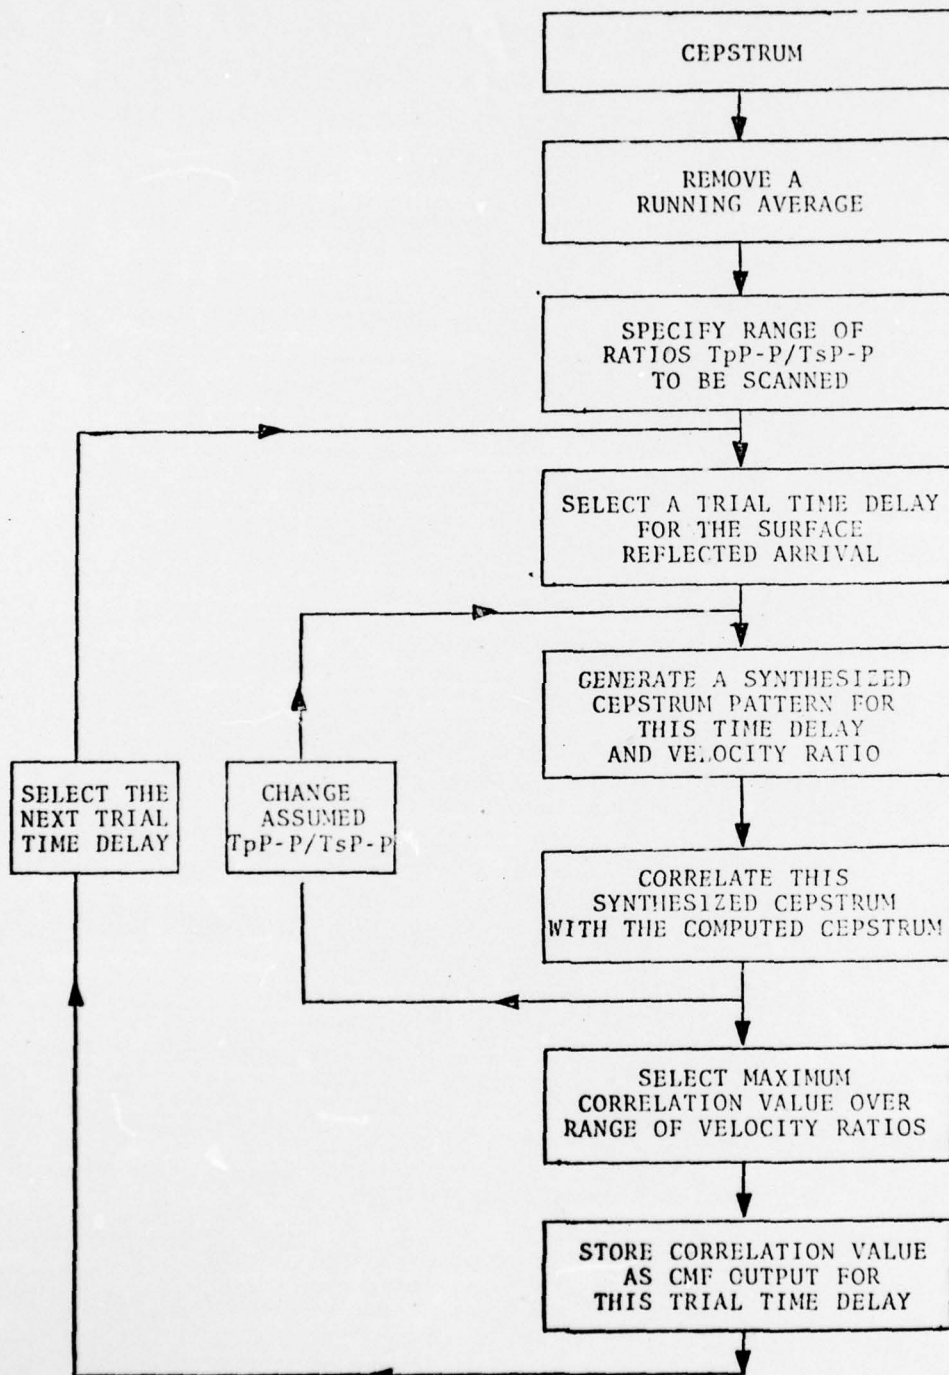 CEPSTRUM
REMOVE A
RUNNING AVERAGE
SPECIFY RANGE OF
RATIOS TpP-P/TsP-P
TO BE SCANNED
SELECT A TRIAL TIME DELAY
FOR THE SURFACE
REFLECTED ARRIVAL
GENERATE A SYNTHESIZED
CEPSTRUM PATTERN FOR
THIS TIME DELAY
AND VELOCITY RATIO
SELECT THE
NEXT TRIAL
TIME DELAY
CHANGE
ASSUMED
TpP-P/TsP-P
CORRELATE THIS
SYNTHESIZED CEPSTRUM
WITH THE COMPUTED CEPSTRUM
SELECT MAXIMUM
CORRELATION VALUE OVER
RANGE OF VELOCITY RATIOS
STORE CORRELATION VALUE
AS CMF OUTPUT FOR
THIS TRIAL TIME DELAY